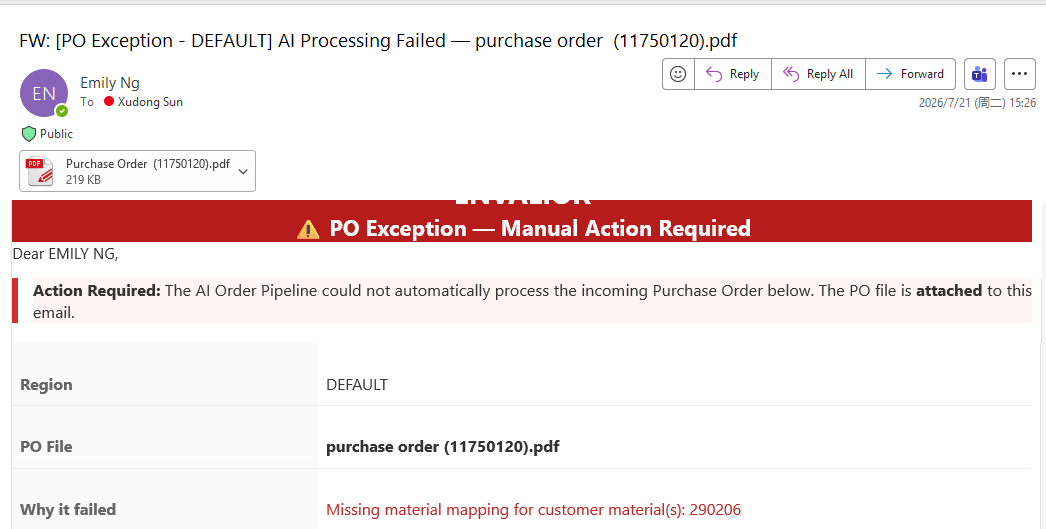 FW: [PO Exception - DEFAULT] AI Processing Failed — purchase order  (11750120).pdf
EN
Emily Ng
To Xudong Sun
Reply
Reply All
Forward
2026/7/21 (周二) 15:26
Public
PDF
Purchase Order  (11750120).pdf
219 KB
PO Exception — Manual Action Required
Dear EMILY NG,
Action Required: The AI Order Pipeline could not automatically process the incoming Purchase Order below. The PO file is attached to this
email.
Region
DEFAULT
PO File
purchase order (11750120).pdf
Why it failed
Missing material mapping for customer material(s): 290206